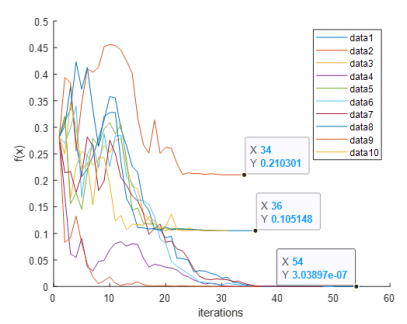 0.5
0.45
0.4
0.35
0.3
0.25
0.2
0.15
0.1
0.05
0
f(x)
0 10 20 30 40 50 60
iterations
data1
data2
data3
data4
data5
data6
data7
data8
data9
data10
X 34
Y 0.210301
X 36
Y 0.105148
X 54
Y 3.03897e-07